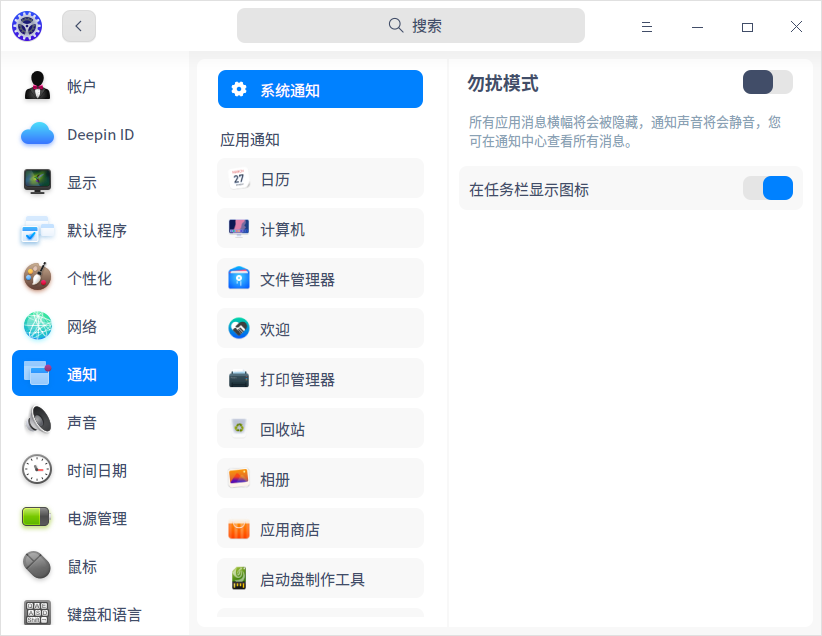 搜索
帐户
Deepin ID
显示
默认程序
个性化
网络
通知
声音
时间日期
电源管理
鼠标
键盘和语言
系统通知
应用通知
日历
计算机
文件管理器
欢迎
打印管理器
回收站
相册
应用商店
启动盘制作工具
勿扰模式
所有应用消息横幅将会被隐藏，通知声音将会静音，您
可在通知中心查看所有消息。
在任务栏显示图标